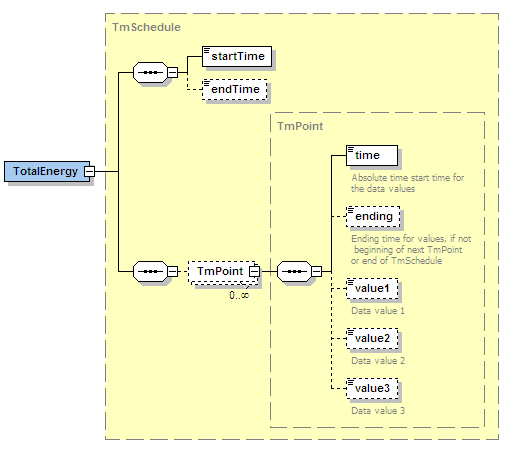 TmSchedule
startTime
endTime
TmPoint
time
Absolute time start time for
the data values
TotalEnergy
ending
Ending time for values, if not
beginning of next TmPoint
or end of TmSchedule
TmPoint
0..∞
value1
Data value 1
value2
Data value 2
value3
Data value 3